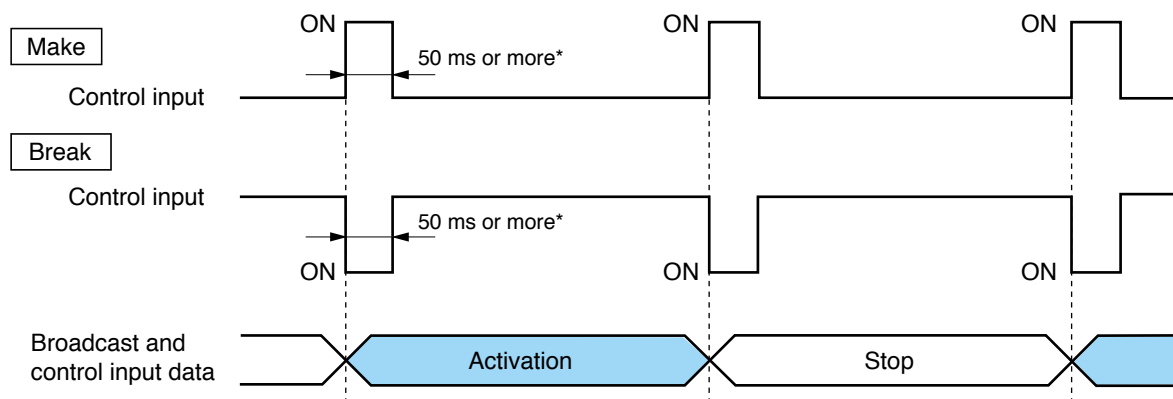 ON ON ON
Make
50 ms or more*
Control input
Break
Control input
50 ms or more*
ON ON ON
Broadcast and
control input data
Activation Stop